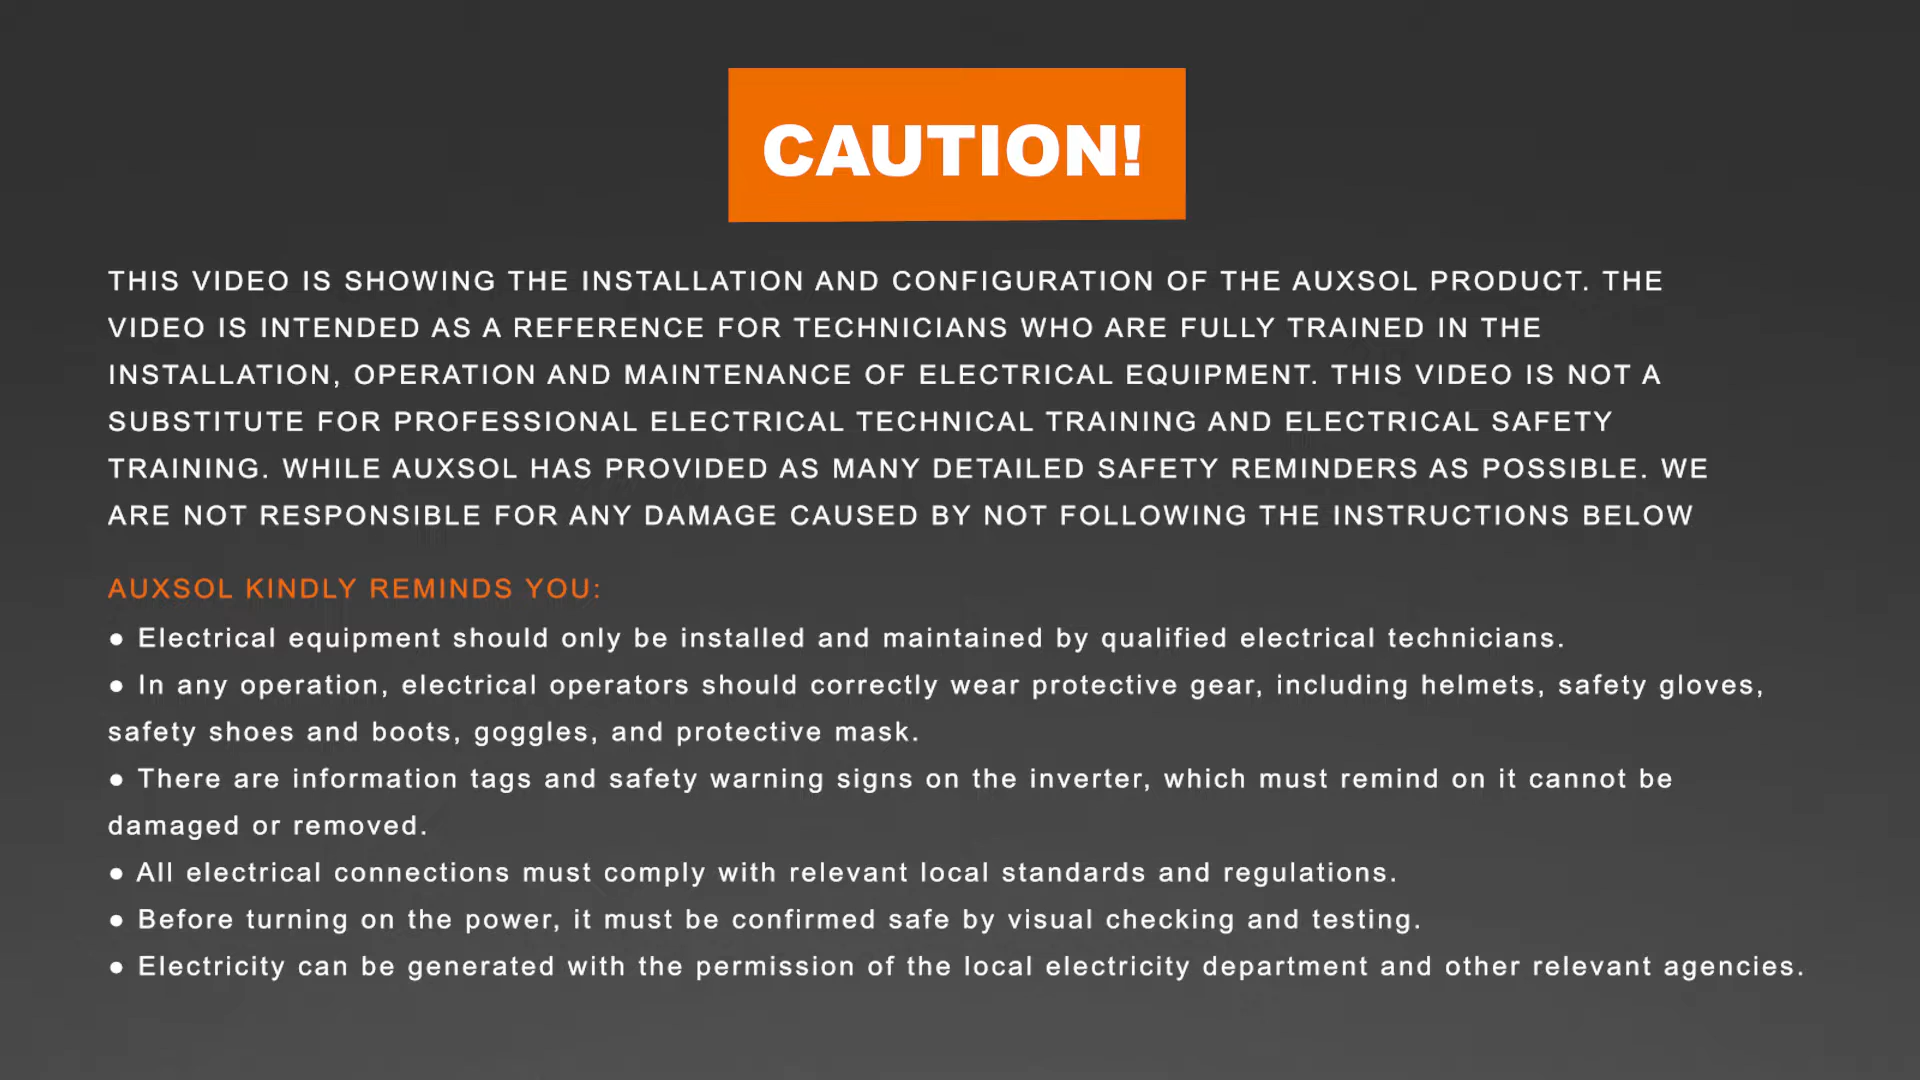 CAUTION!
THIS VIDEO IS SHOWING THE INSTALLATION AND CONFIGURATION OF THE AUXSOL PRODUCT. THE
VIDEO IS INTENDED AS A REFERENCE FOR TECHNICIANS WHO ARE FULLY TRAINED IN THE
INSTALLATION, OPERATION AND MAINTENANCE OF ELECTRICAL EQUIPMENT. THIS VIDEO IS NOT A
SUBSTITUTE FOR PROFESSIONAL ELECTRICAL TECHNICAL TRAINING AND ELECTRICAL SAFETY
TRAINING. WHILE AUXSOL HAS PROVIDED AS MANY DETAILED SAFETY REMINDERS AS POSSIBLE. WE
ARE NOT RESPONSIBLE FOR ANY DAMAGE CAUSED BY NOT FOLLOWING THE INSTRUCTIONS BELOW
AUXSOL KINDLY REMINDS YOU:
● Electrical equipment should only be installed and maintained by qualified electrical technicians.
● In any operation, electrical operators should correctly wear protective gear, including helmets, safety gloves,
safety shoes and boots, goggles, and protective mask.
● There are information tags and safety warning signs on the inverter, which must remind on it cannot be
damaged or removed.
● All electrical connections must comply with relevant local standards and regulations.
● Before turning on the power, it must be confirmed safe by visual checking and testing.
● Electricity can be generated with the permission of the local electricity department and other relevant agencies.